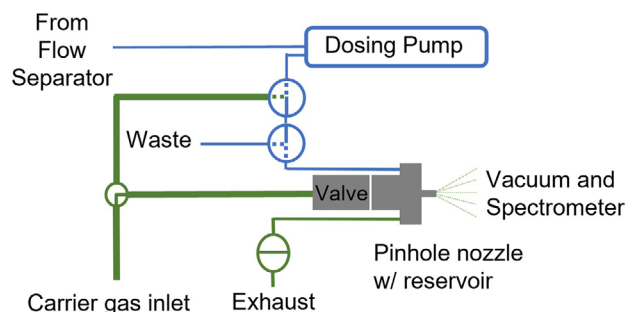 From
Flow
Separator
Dosing Pump
Waste
Valve
Vacuum and
Spectrometer
Pinhole nozzle
w/ reservoir
Carrier gas inlet
Exhaust